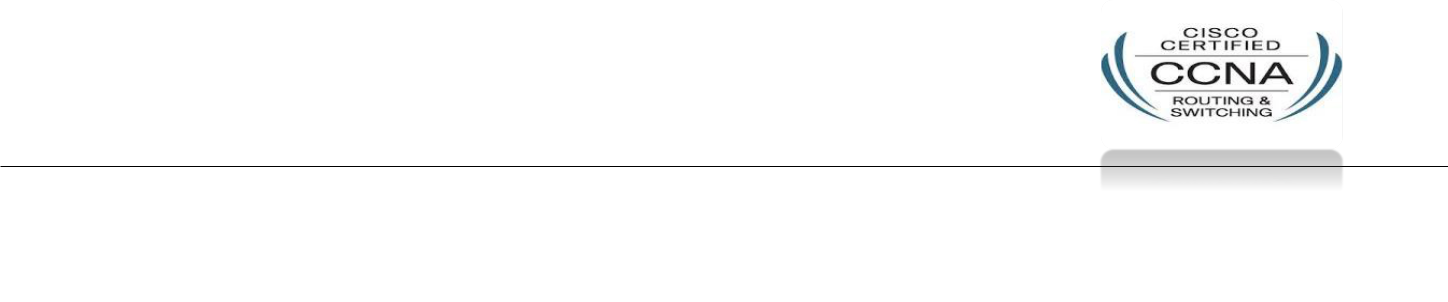 CISCO
CERTIFIED
CCNA
ROUTING &
SWITCHING